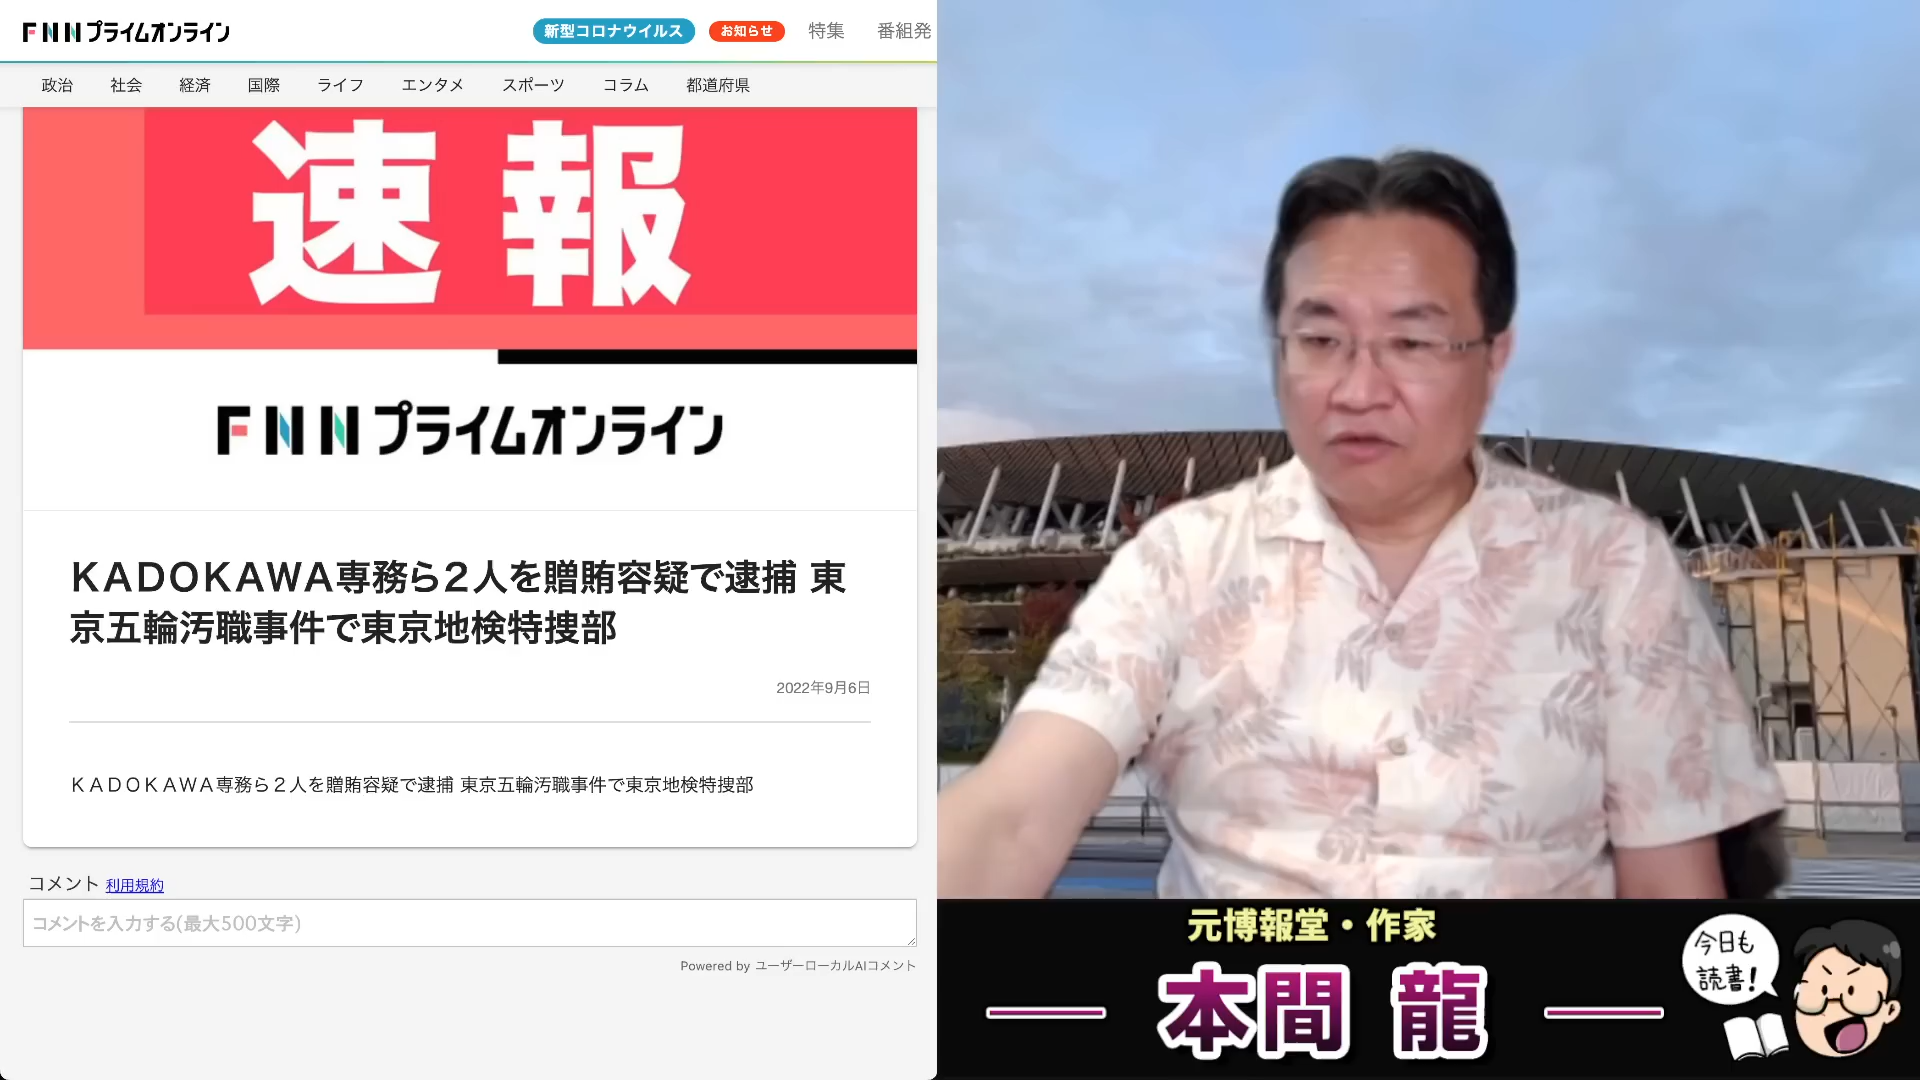 FNNプライムオンライン
新型コロナウイルス お知らせ 特集 番組発
政治 社会 経済 国際 ライフ エンタメ スポーツ コラム 都道府県
速報
FNNプライムオンライン
ＫＡＤＯＫＡＷＡ専務ら２人を贈賄容疑で逮捕 東
京五輪汚職事件で東京地検特捜部
2022年9月6日
ＫＡＤＯＫＡＷＡ専務ら２人を贈賄容疑で逮捕 東京五輪汚職事件で東京地検特捜部
コメント 利用規約
コメントを入力する(最大500文字)
Powered by ユーザーローカルAIコメント
元博報堂・作家
本間 龍
今日も
読書!